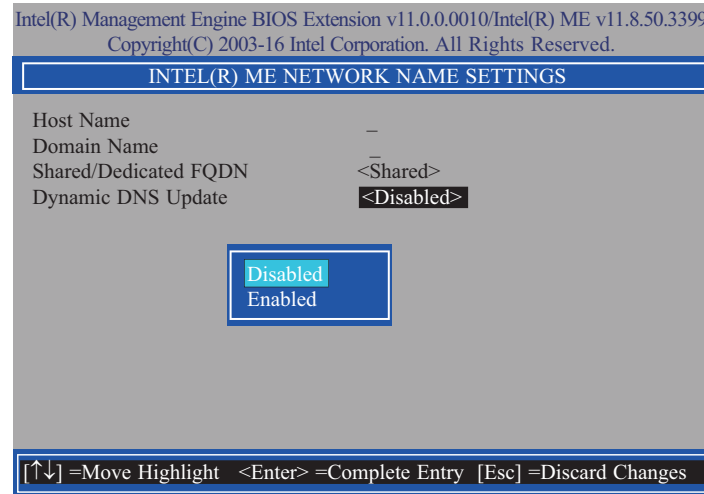 Intel(R) Management Engine BIOS Extension v11.0.0.0010/Intel(R) ME v11.8.50.3399
Copyright(C) 2003-16 Intel Corporation. All Rights Reserved.
INTEL(R) ME NETWORK NAME SETTINGS
Host Name _
Domain Name _
Shared/Dedicated FQDN <Shared>
Dynamic DNS Update <Disabled>
Disabled
Enabled
[↑↓] =Move Highlight <Enter> =Complete Entry [Esc] =Discard Changes